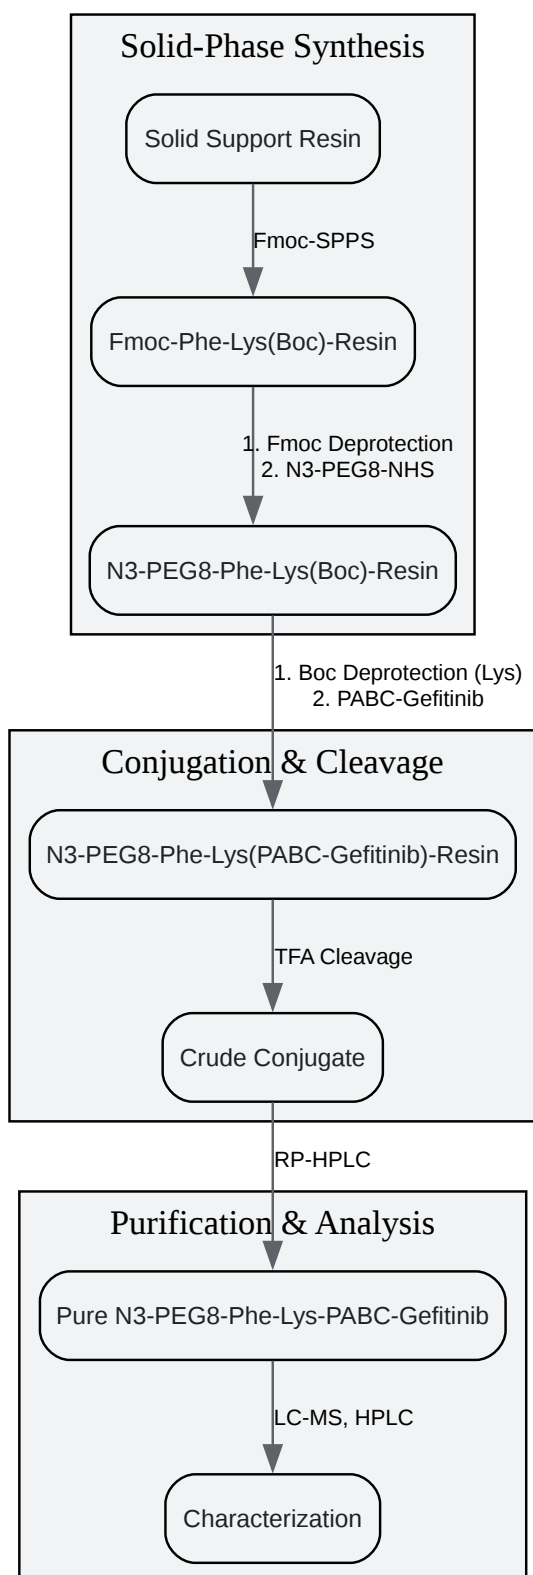 Solid-Phase Synthesis
Solid Support Resin
Fmoc-SPPS
Fmoc-Phe-Lys(Boc)-Resin
1. Fmoc Deprotection
2. N3-PEG8-NHS
N3-PEG8-Phe-Lys(Boc)-Resin
1. Boc Deprotection (Lys)
2. PABC-Gefitinib
Conjugation & Cleavage
N3-PEG8-Phe-Lys(PABC-Gefitinib)-Resin
TFA Cleavage
Crude Conjugate
RP-HPLC
Purification & Analysis
Pure N3-PEG8-Phe-Lys-PABC-Gefitinib
LC-MS, HPLC
Characterization